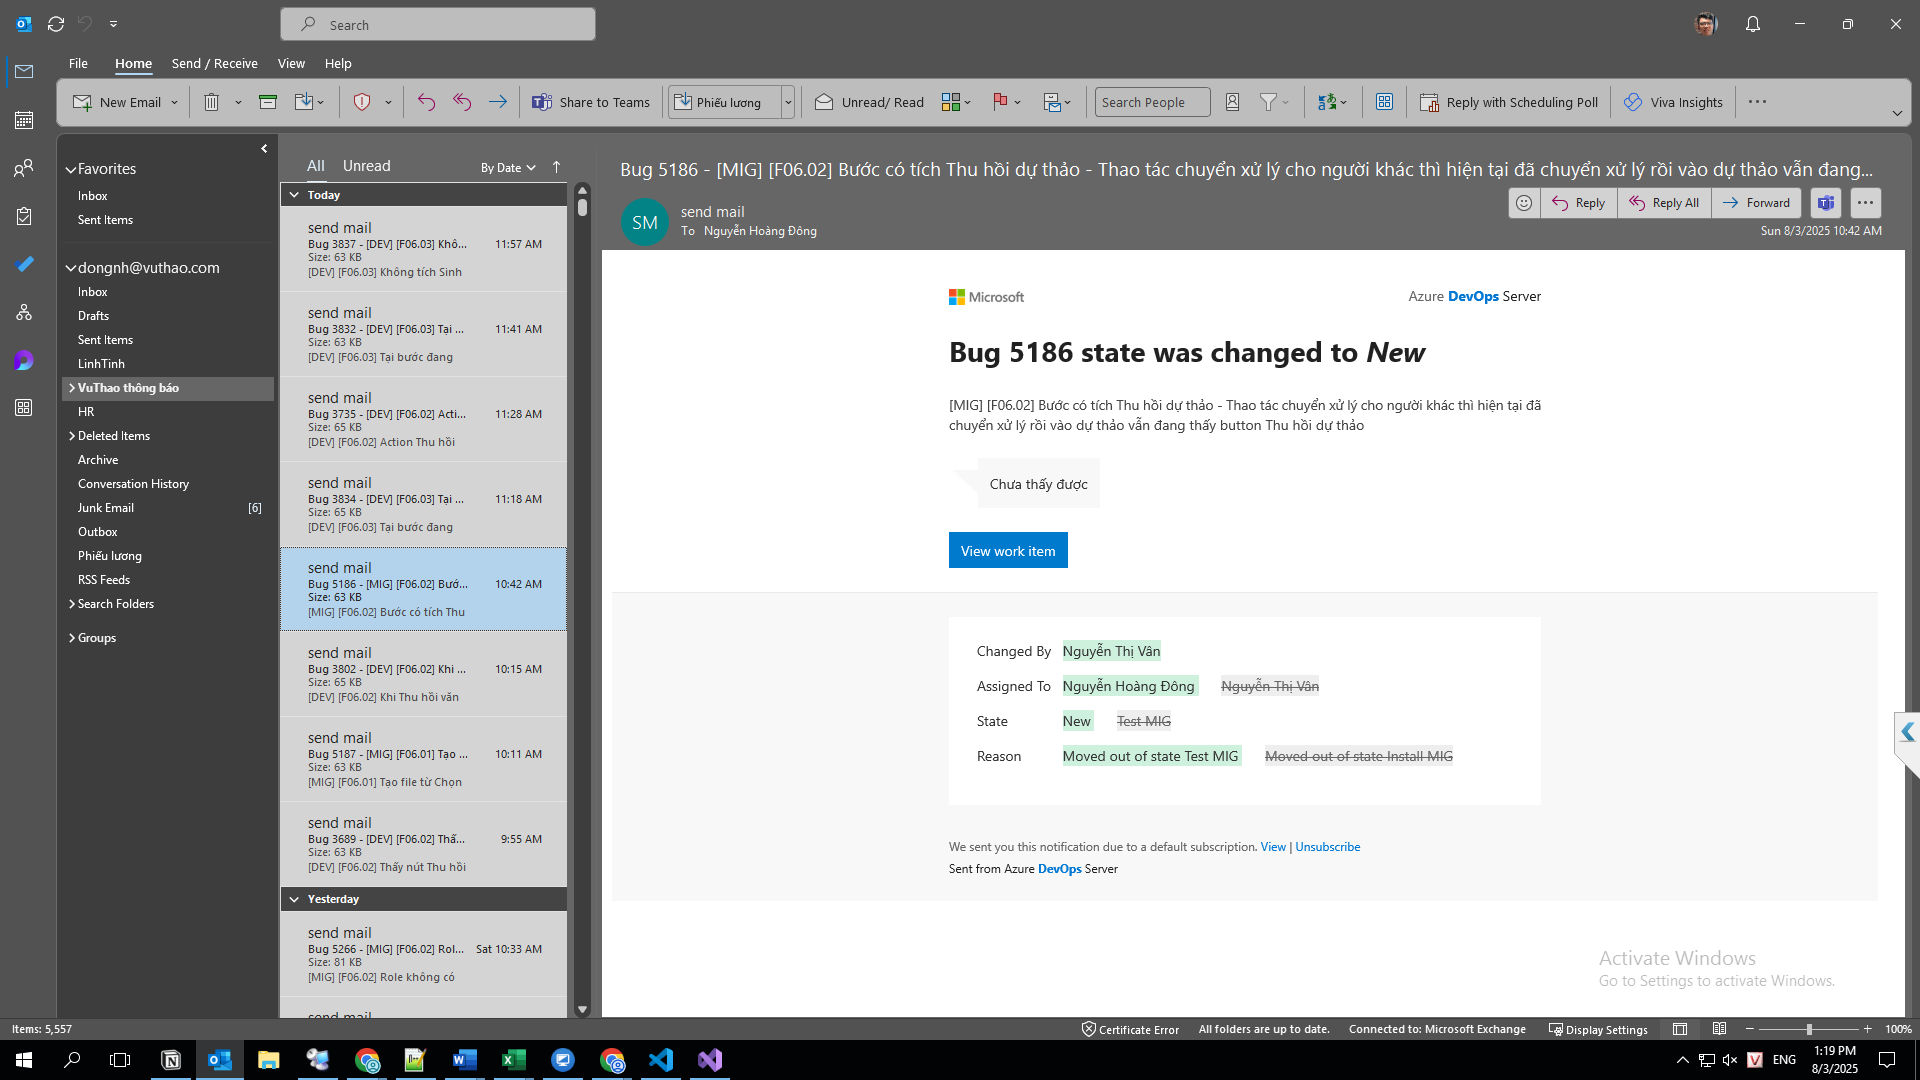 Search
File Home Send / Receive View Help
New Email Share to Teams Phiếu lương Unread/ Read Search People Reply with Scheduling Poll Viva Insights
Favorites
Inbox
Sent Items
dongnh@vuthao.com
Inbox
Drafts
Sent Items
LinhTinh
VuThao thông báo
HR
Deleted Items
Archive
Conversation History
Junk Email [6]
Outbox
Phiếu lương
RSS Feeds
Search Folders
Groups
All Unread By Date
Today
send mail
Bug 3837 - [DEV] [F06.03] Khô... 11:57 AM
Size: 63 KB
[DEV] [F06.03] Không tích Sinh
send mail
Bug 3832 - [DEV] [F06.03] Tại ... 11:41 AM
Size: 63 KB
[DEV] [F06.03] Tại bước đang
send mail
Bug 3735 - [DEV] [F06.02] Acti... 11:28 AM
Size: 65 KB
[DEV] [F06.02] Action Thu hồi
send mail
Bug 3834 - [DEV] [F06.03] Tại ... 11:18 AM
Size: 65 KB
[DEV] [F06.03] Tại bước đang
send mail
Bug 5186 - [MIG] [F06.02] Bướ... 10:42 AM
Size: 63 KB
[MIG] [F06.02] Bước có tích Thu
send mail
Bug 3802 - [DEV] [F06.02] Khi ... 10:15 AM
Size: 65 KB
[DEV] [F06.02] Khi Thu hồi văn
send mail
Bug 5187 - [MIG] [F06.01] Tạo ... 10:11 AM
Size: 63 KB
[MIG] [F06.01] Tạo file từ Chọn
send mail
Bug 3689 - [DEV] [F06.02] Thấ... 9:55 AM
Size: 63 KB
[DEV] [F06.02] Thấy nút Thu hồi
Yesterday
send mail
Bug 5266 - [MIG] [F06.02] Rol... Sat 10:33 AM
Size: 81 KB
[MIG] [F06.02] Role không có
send mail
Bug 5186 - [MIG] [F06.02] Bước có tích Thu hồi dự thảo - Thao tác chuyển xử lý cho người khác thì hiện tại đã chuyển xử lý rồi vào dự thảo vẫn đang...
SM
send mail
To Nguyễn Hoàng Đông
Reply Reply All Forward
Sun 8/3/2025 10:42 AM
Microsoft
Azure DevOps Server
Bug 5186 state was changed to New
[MIG] [F06.02] Bước có tích Thu hồi dự thảo - Thao tác chuyển xử lý cho người khác thì hiện tại đã
chuyển xử lý rồi vào dự thảo vẫn đang thấy button Thu hồi dự thảo
Chưa thấy được
View work item
Changed By Nguyễn Thị Vân
Assigned To Nguyễn Hoàng Đông Nguyễn Thị Vân
State New Test MIG
Reason Moved out of state Test MIG Moved out of state Install MIG
We sent you this notification due to a default subscription. View | Unsubscribe
Sent from Azure DevOps Server
Activate Windows
Go to Settings to activate Windows.
Items: 5,557
Certificate Error All folders are up to date. Connected to: Microsoft Exchange Display Settings 100%
ENG
1:19 PM
8/3/2025